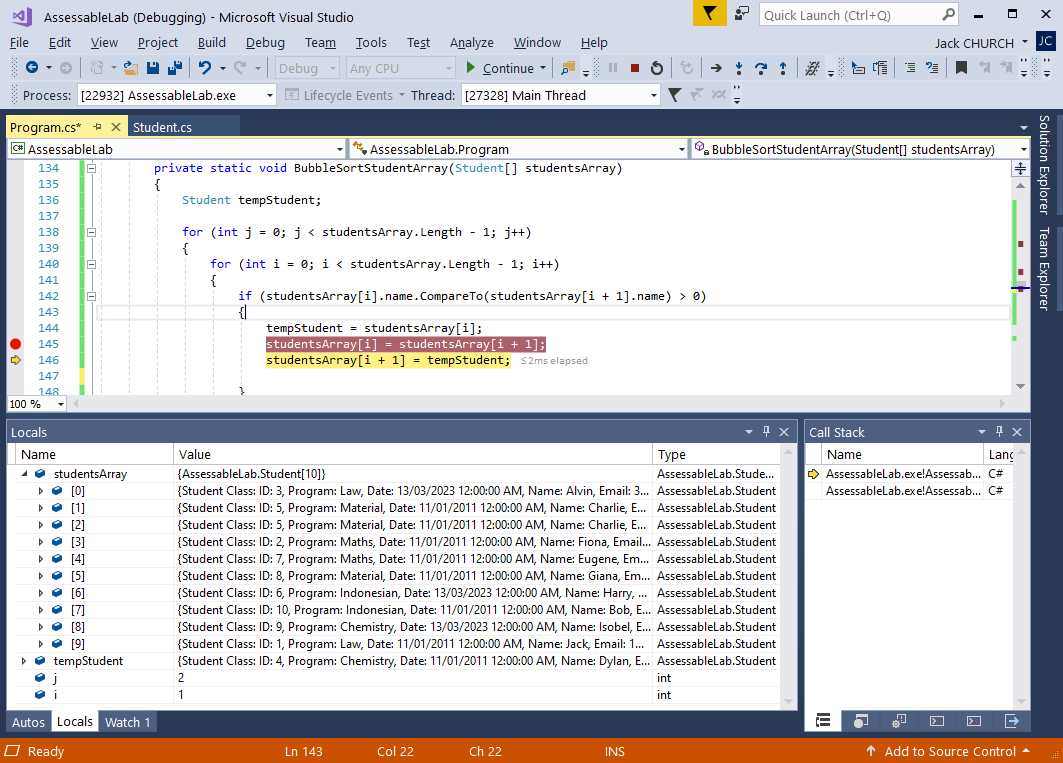 AssessableLab (Debugging) - Microsoft Visual Studio
Quick Launch (Ctrl+Q)
File Edit View Project Build Debug Team Tools Test Analyze Window Help
Jack CHURCH JC
Debug Any CPU Continue
Process: [22932] AssessableLab.exe Lifecycle Events Thread: [27328] Main Thread
Program.cs* Student.cs
C# AssessableLab AssessableLab.Program BubbleSortStudentArray(Student[] studentsArray)
134 private static void BubbleSortStudentArray(Student[] studentsArray)
135 {
136 Student tempStudent;
137
138 for (int j = 0; j < studentsArray.Length - 1; j++)
139 {
140 for (int i = 0; i < studentsArray.Length - 1; i++)
141 {
142 if (studentsArray[i].name.CompareTo(studentsArray[i + 1].name) > 0)
143 {
144 tempStudent = studentsArray[i];
145 studentsArray[i] = studentsArray[i + 1];
146 studentsArray[i + 1] = tempStudent; ≤2ms elapsed
147
148 }
100 %
Solution Explorer
Team Explorer
Locals
Name Value Type
studentsArray {AssessableLab.Student[10]} AssessableLab.Stude...
[0] {Student Class: ID: 3, Program: Law, Date: 13/03/2023 12:00:00 AM, Name: Alvin, Email: 3... AssessableLab.Student
[1] {Student Class: ID: 5, Program: Material, Date: 11/01/2011 12:00:00 AM, Name: Charlie, E... AssessableLab.Student
[2] {Student Class: ID: 5, Program: Material, Date: 11/01/2011 12:00:00 AM, Name: Charlie, E... AssessableLab.Student
[3] {Student Class: ID: 2, Program: Maths, Date: 11/01/2011 12:00:00 AM, Name: Fiona, Email... AssessableLab.Student
[4] {Student Class: ID: 7, Program: Maths, Date: 11/01/2011 12:00:00 AM, Name: Eugene, Em... AssessableLab.Student
[5] {Student Class: ID: 8, Program: Material, Date: 11/01/2011 12:00:00 AM, Name: Giana, Em... AssessableLab.Student
[6] {Student Class: ID: 6, Program: Indonesian, Date: 13/03/2023 12:00:00 AM, Name: Harry, ... AssessableLab.Student
[7] {Student Class: ID: 10, Program: Indonesian, Date: 11/01/2011 12:00:00 AM, Name: Bob, E... AssessableLab.Student
[8] {Student Class: ID: 9, Program: Chemistry, Date: 13/03/2023 12:00:00 AM, Name: Isobel, E... AssessableLab.Student
[9] {Student Class: ID: 1, Program: Law, Date: 11/01/2011 12:00:00 AM, Name: Jack, Email: 1... AssessableLab.Student
tempStudent {Student Class: ID: 4, Program: Chemistry, Date: 11/01/2011 12:00:00 AM, Name: Dylan, E... AssessableLab.Student
j 2 int
i 1 int
Autos Locals Watch 1
Call Stack
Name Lang
AssessableLab.exe!Assessab... C#
AssessableLab.exe!Assessab... C#
Ready Ln 143 Col 22 Ch 22 INS Add to Source Control